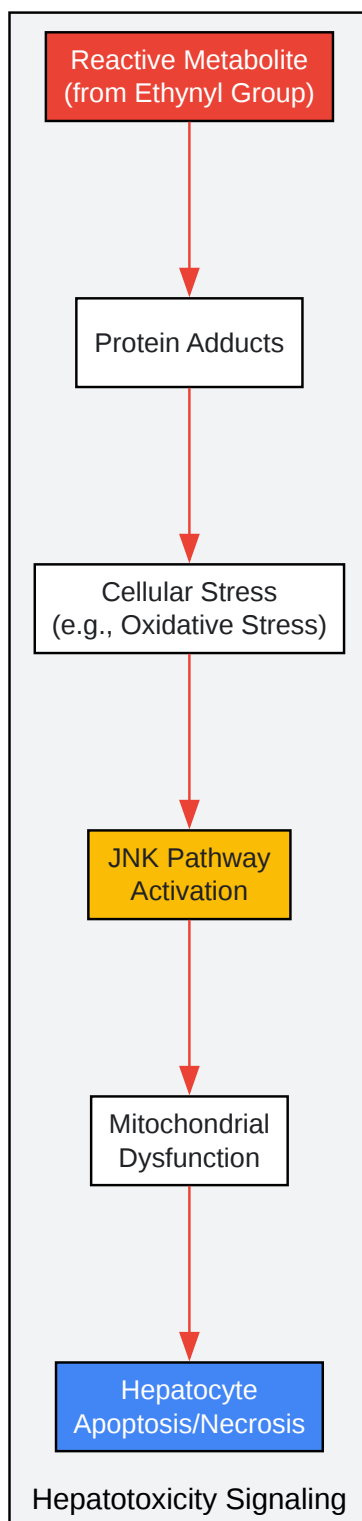 Reactive Metabolite
(from Ethynyl Group)
Protein Adducts
Cellular Stress
(e.g., Oxidative Stress)
JNK Pathway
Activation
Mitochondrial
Dysfunction
Hepatocyte
Apoptosis/Necrosis
Hepatotoxicity Signaling